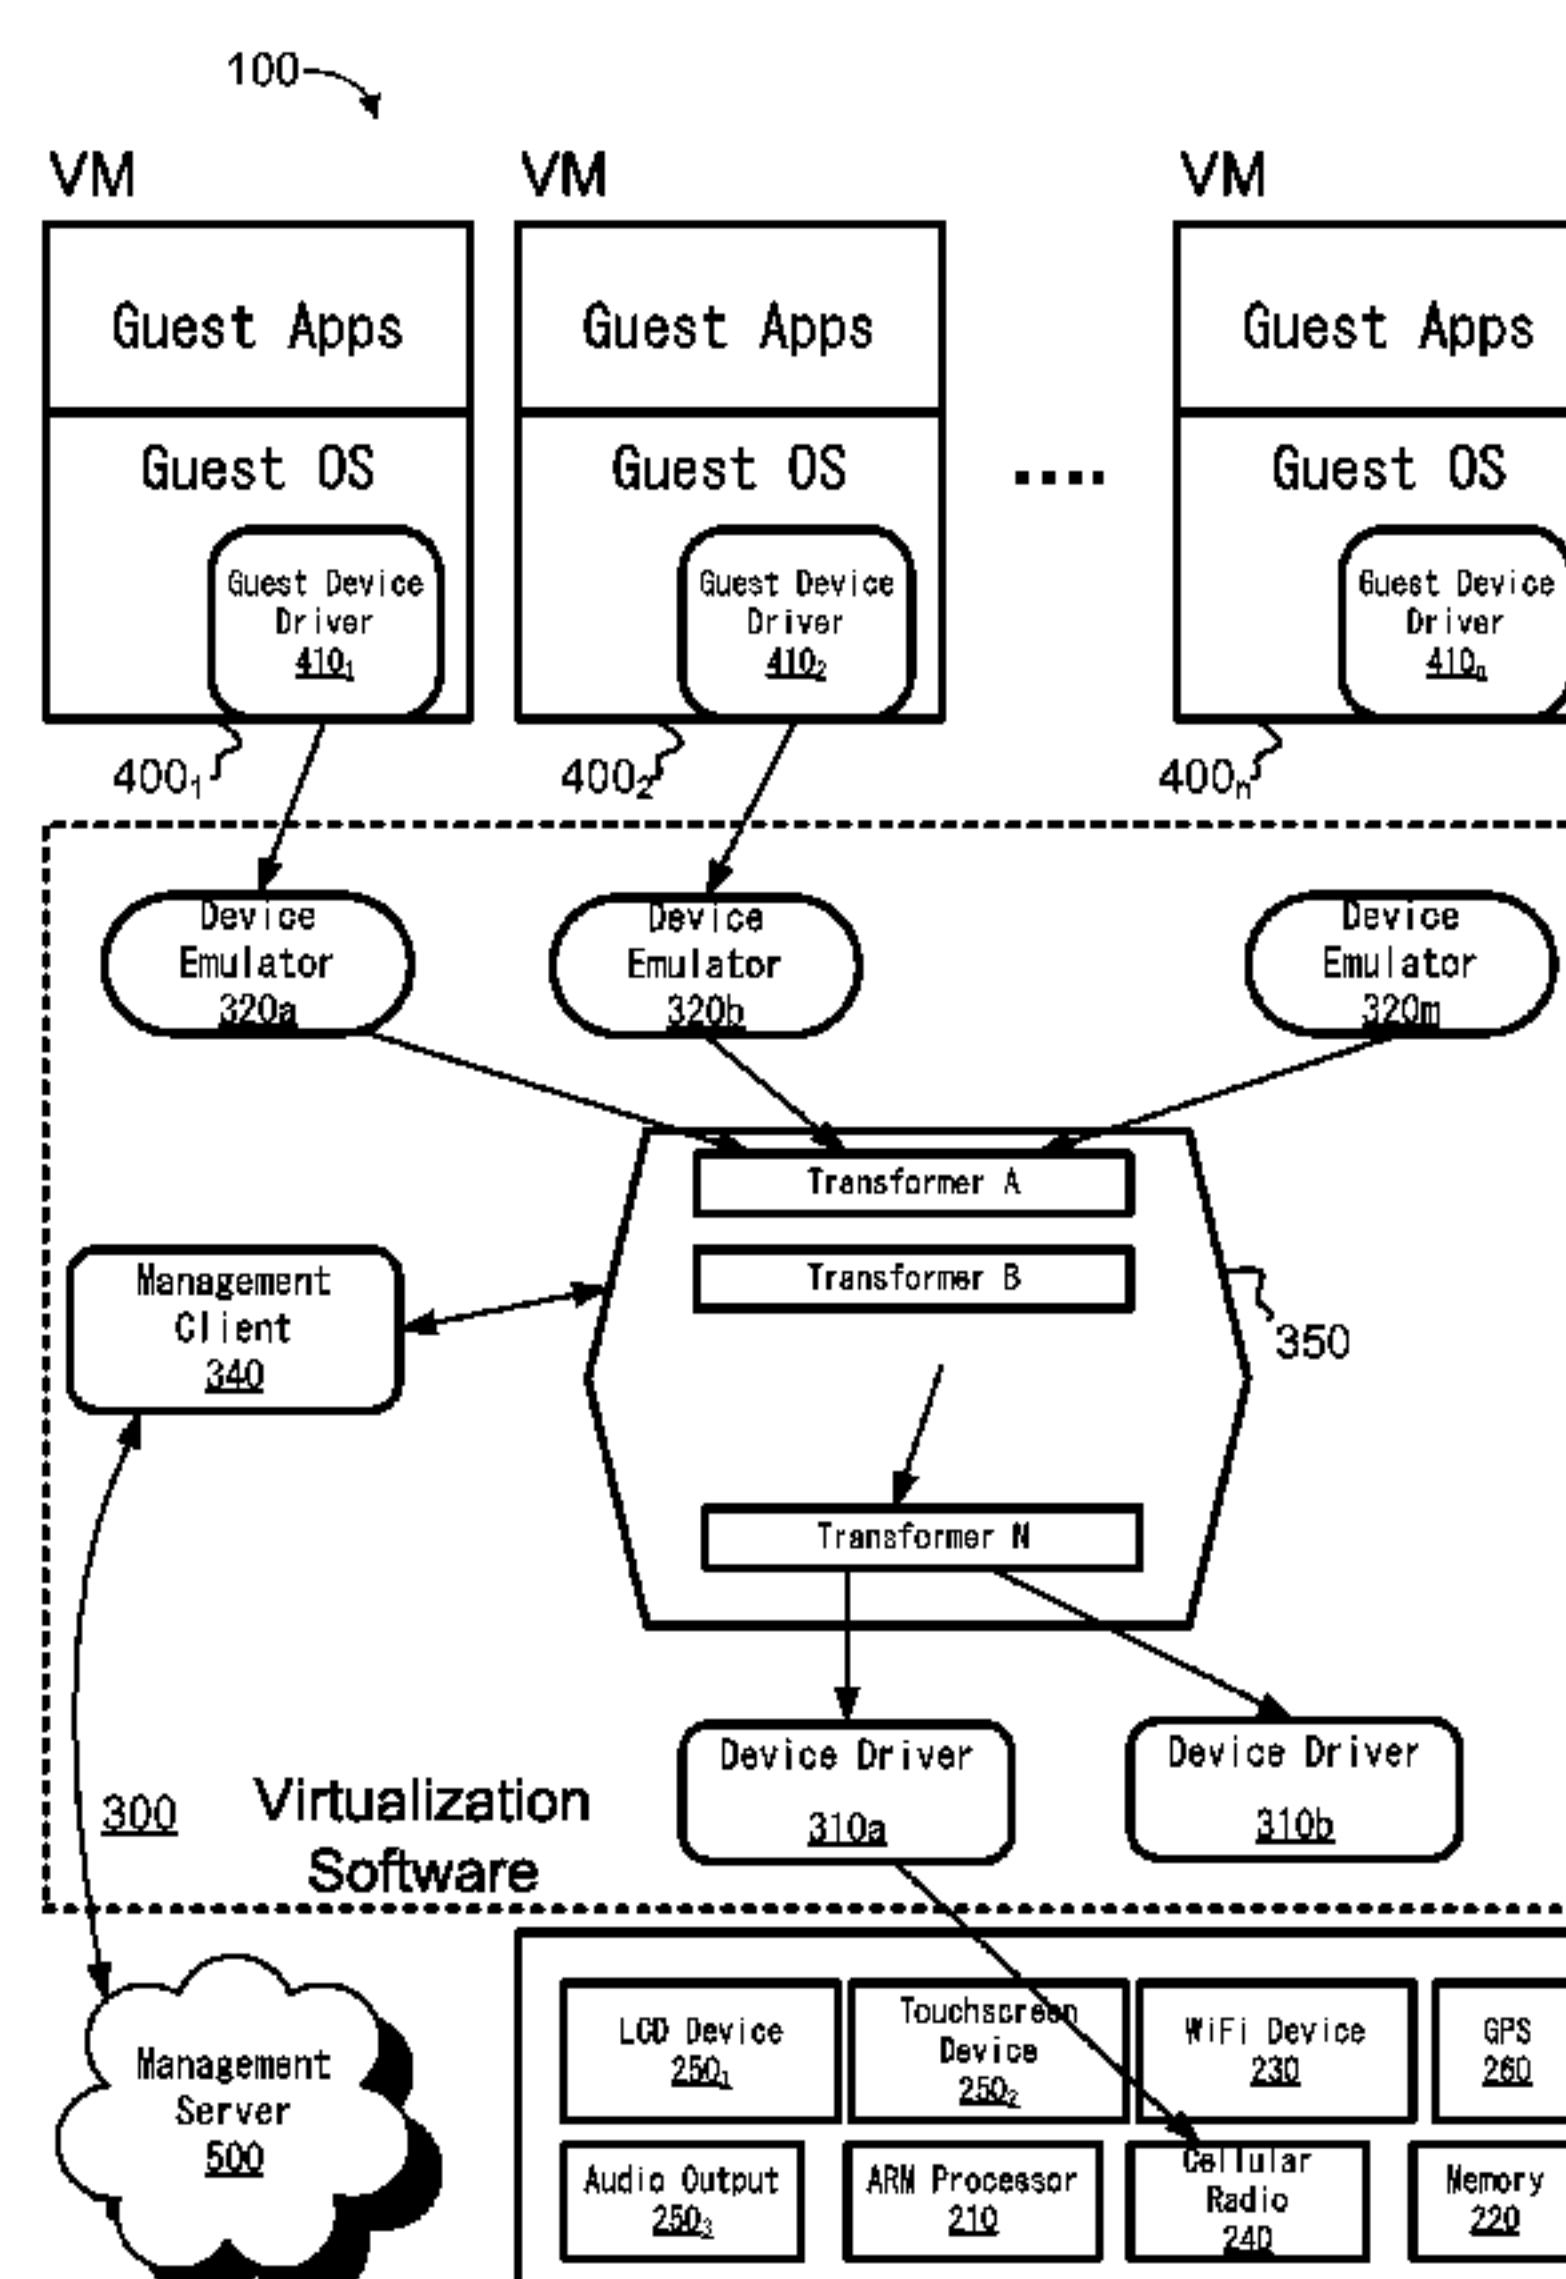 100
VM VM VM
Guest Apps Guest Apps Guest Apps
Guest OS Guest OS .... Guest OS
Guest Device Guest Device Guest Device
Driver Driver Driver
410₁ 410₂ 410ₙ
400₁ 400₂ 400ₙ
Device Device Device
Emulator Emulator Emulator
320a 320b 320m
Transformer A
Transformer B
Management
Client
340
350
Transformer N
Device Driver Device Driver
310a 310b
300 Virtualization
Software
LCD Device
250₁
Touchscreen
Device
250₂
WiFi Device
230
GPS
260
Management
Server
500
Audio Output
250₃
ARM Processor
210
Cellular
Radio
240
Memory
220